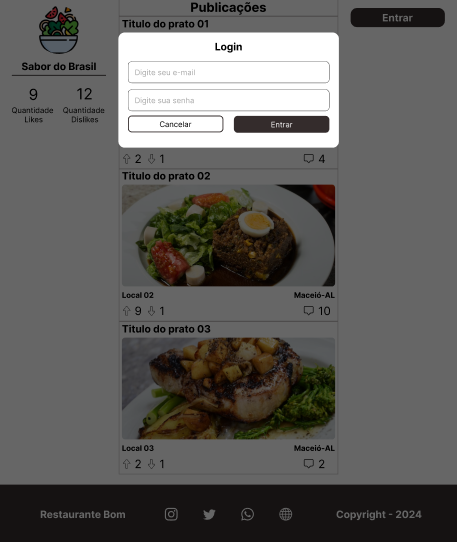 Publicações
Entrar
Titulo do prato 01
Login
Digite seu e-mail
Digite sua senha
Cancelar
Entrar
Sabor do Brasil
9
12
Quantidade
Likes
Quantidade
Dislikes
2 1 4
Titulo do prato 02
Local 02 Maceió-AL
9 1 10
Titulo do prato 03
Local 03 Maceió-AL
2 1 2
Restaurante Bom
Copyright - 2024